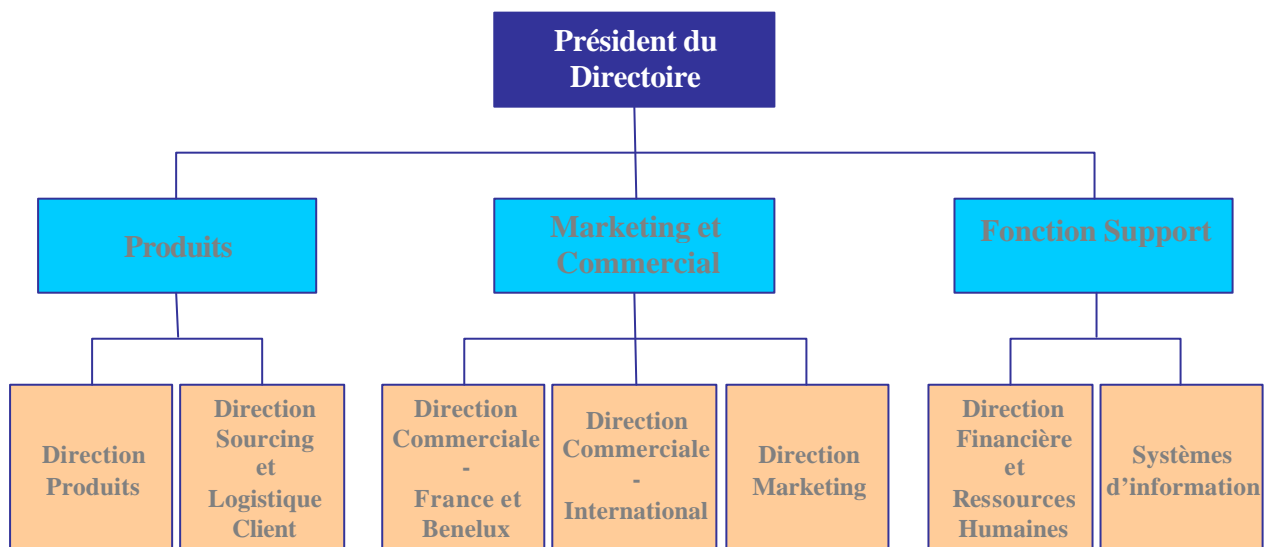 Président du
Directoire
Produits
Marketing et
Commercial
Fonction Support
Direction
Produits
Direction
Sourcing
et
Logistique
Client
Direction
Commerciale
-
France et
Benelux
Direction
Commerciale
-
International
Direction
Marketing
Direction
Financière
et
Ressources
Humaines
Systèmes
d’information